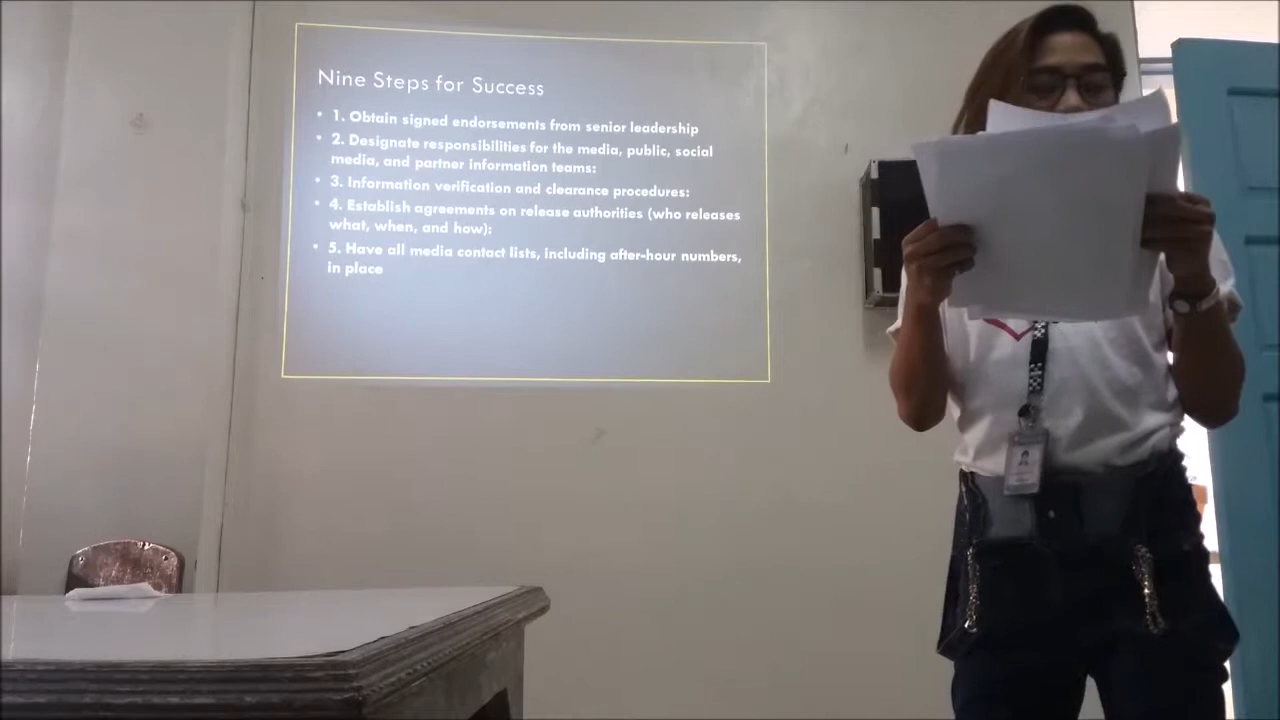 Nine Steps for Success
• 1. Obtain signed endorsements from senior leadership
• 2. Designate responsibilities for the media, public, social
media, and partner information teams:
• 3. Information verification and clearance procedures:
• 4. Establish agreements on release authorities (who releases
what, when, and how):
• 5. Have all media contact lists, including after-hour numbers,
in place